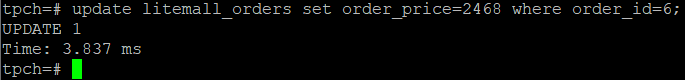 tpch=# update litemall_orders set order_price=2468 where order_id=6;
UPDATE 1
Time: 3.837 ms
tpch=#